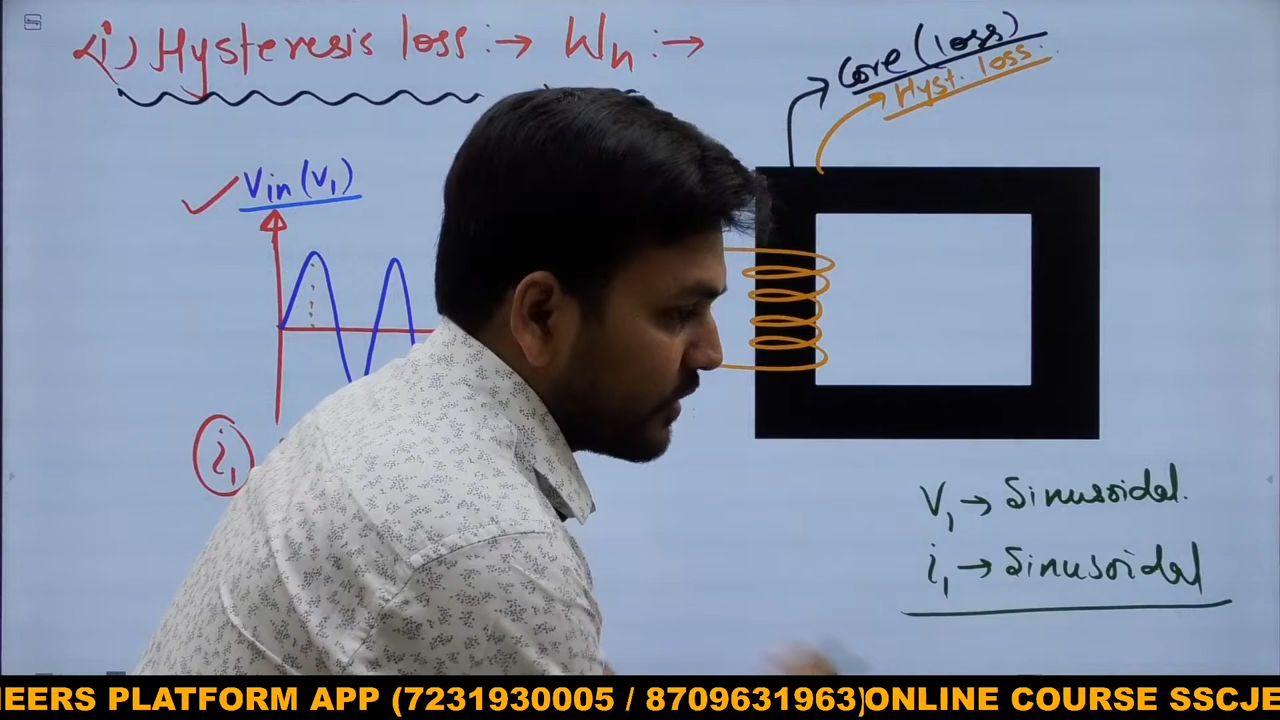 i) Hysteresis loss :→ Wh :→
Core (loss)
Hyst. loss.
Vin (V1)
i1
V1 → Sinusoidal.
i1 → Sinusoidal
NEERS PLATFORM APP (7231930005 / 8709631963)ONLINE COURSE SSCJE